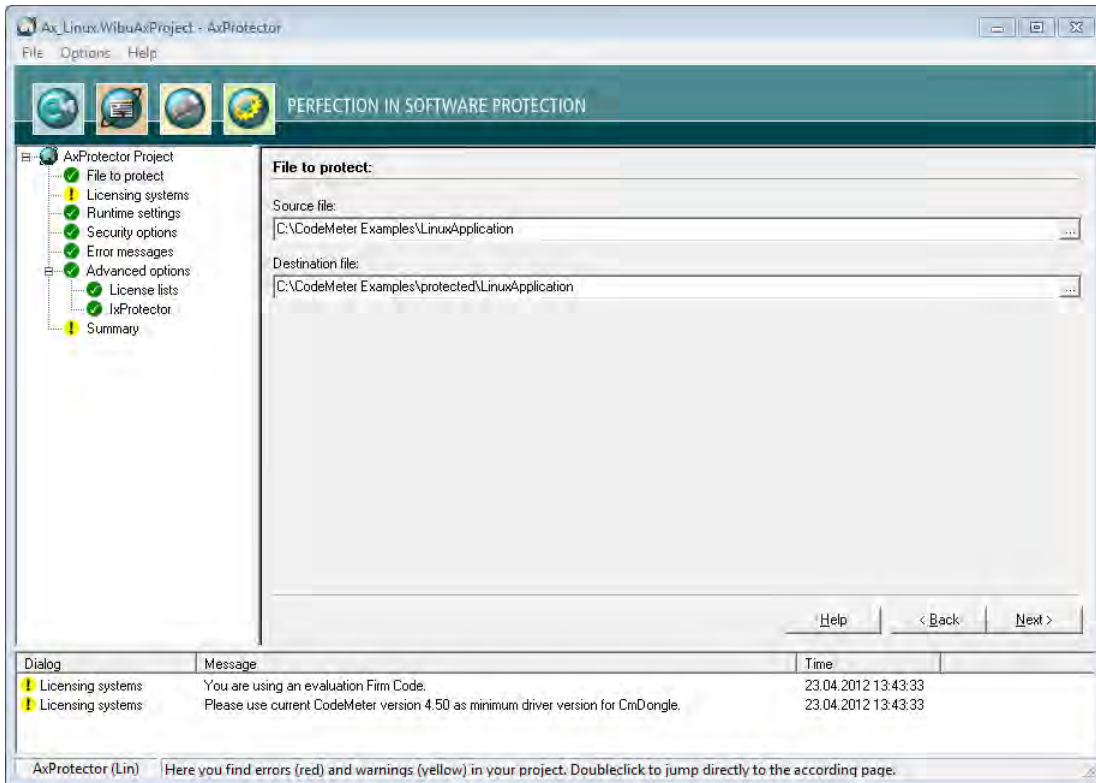 Ax_Linux.WibuAxProject - AxProtector
File Options Help
PERFECTION IN SOFTWARE PROTECTION
AxProtector Project
File to protect
Licensing systems
Runtime settings
Security options
Error messages
Advanced options
License lists
IxProtector
Summary
File to protect:
Source file:
C:\CodeMeter Examples\LinuxApplication
...
Destination file:
C:\CodeMeter Examples\protected\LinuxApplication
...
Help < Back Next >
Dialog Message Time
Licensing systems You are using an evaluation Firm Code. 23.04.2012 13:43:33
Licensing systems Please use current CodeMeter version 4.50 as minimum driver version for CmDongle. 23.04.2012 13:43:33
AxProtector (Lin) Here you find errors (red) and warnings (yellow) in your project. Doubleclick to jump directly to the according page.